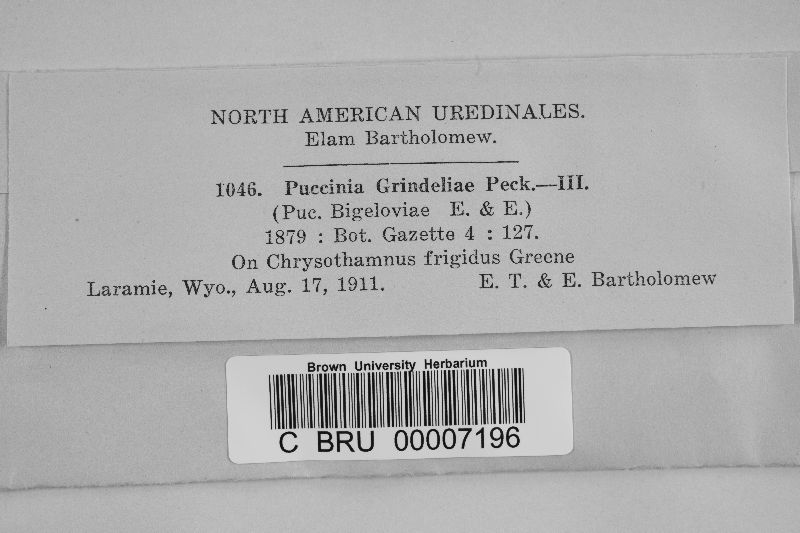 NORTH AMERICAN UREDINALES.
Elam Bartholomew.
1046. Puccinia Grindeliae Peck.—III.
(Puc. Bigeloviae E. & E.)
1879 : Bot. Gazette 4 : 127.
On Chrysothamnus frigidus Greene
Laramie, Wyo., Aug. 17, 1911. E. T. & E. Bartholomew
Brown University Herbarium
C BRU 00007196